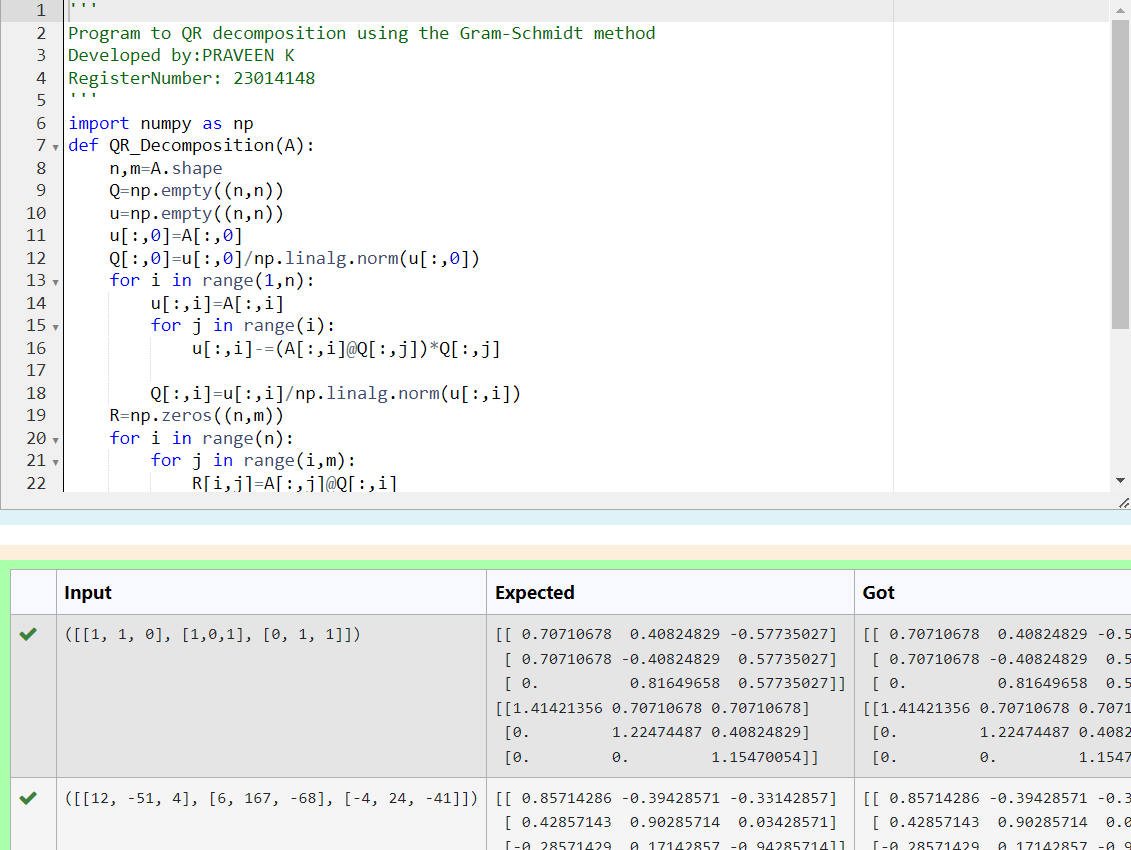 1 '''
2 Program to QR decomposition using the Gram-Schmidt method
3 Developed by:PRAVEEN K
4 RegisterNumber: 23014148
5 '''
6 import numpy as np
7 def QR_Decomposition(A):
8 n,m=A.shape
9 Q=np.empty((n,n))
10 u=np.empty((n,n))
11 u[:,0]=A[:,0]
12 Q[:,0]=u[:,0]/np.linalg.norm(u[:,0])
13 for i in range(1,n):
14 u[:,i]=A[:,i]
15 for j in range(i):
16 u[:,i]-=(A[:,i]@Q[:,j])*Q[:,j]
17
18 Q[:,i]=u[:,i]/np.linalg.norm(u[:,i])
19 R=np.zeros((n,m))
20 for i in range(n):
21 for j in range(i,m):
22 R[i,j]=A[:,j]@Q[:,i]
Input Expected Got
([[1, 1, 0], [1,0,1], [0, 1, 1]]) [[ 0.70710678 0.40824829 -0.57735027] [[ 0.70710678 0.40824829 -0.5
[ 0.70710678 -0.40824829 0.57735027] [ 0.70710678 -0.40824829 0.5
[ 0. 0.81649658 0.57735027]] [ 0. 0.81649658 0.5
[[1.41421356 0.70710678 0.70710678] [[1.41421356 0.70710678 0.7071
[0. 1.22474487 0.40824829] [0. 1.22474487 0.4082
[0. 0. 1.15470054]] [0. 0. 1.1547
([[12, -51, 4], [6, 167, -68], [-4, 24, -41]]) [[ 0.85714286 -0.39428571 -0.33142857] [[ 0.85714286 -0.39428571 -0.3
[ 0.42857143 0.90285714 0.03428571] [ 0.42857143 0.90285714 0.0
[-0.28571429 0.17142857 -0.94285714]] [-0.28571429 0.17142857 -0.9